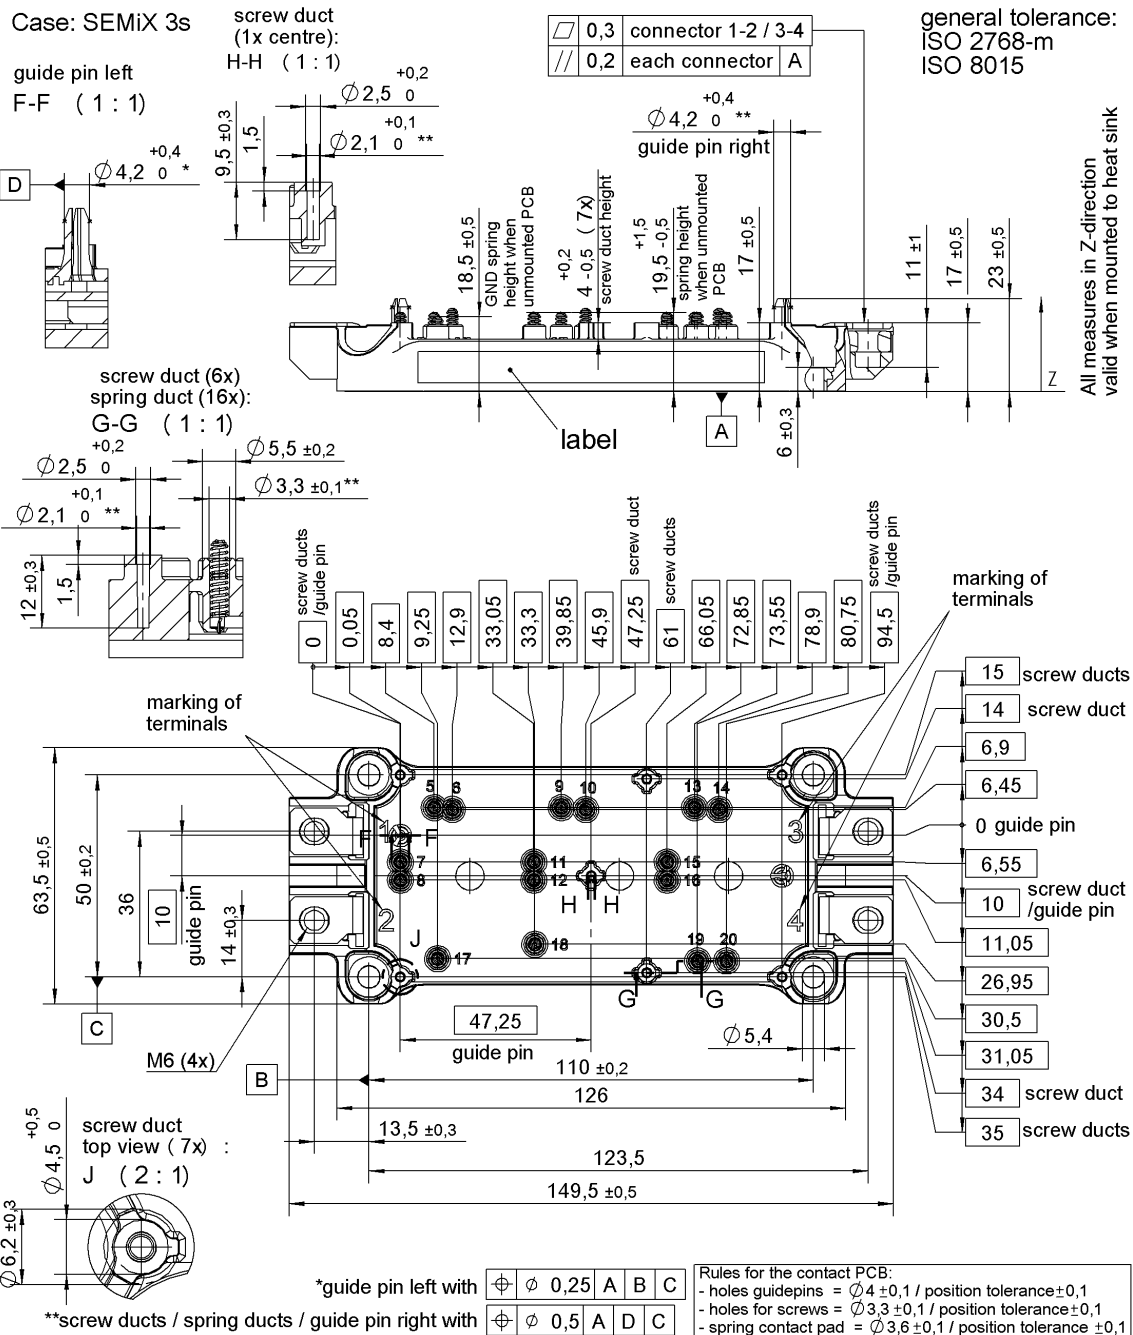 Case: SEMiX 3s
screw duct
(1x centre):
H-H ( 1 : 1 )
0,3 connector 1-2 / 3-4
// 0,2 each connector A
general tolerance:
ISO 2768-m
ISO 8015
guide pin left
F-F ( 1 : 1 )
D
Ø4,2 +0,4 0 *
9,5 ±0,3
1,5
Ø2,5 +0,2 0
Ø2,1 +0,1 0 **
Ø4,2 +0,4 0 **
guide pin right
18,5 ±0,5
GND spring
height when
unmounted PCB
4 +0,2 -0,5 (7x)
screw duct height
19,5 +1,5 -0,5
spring height
when unmounted
PCB
17 ±0,5
11 ±1
17 ±0,5
23 ±0,5
Z
All measures in Z-direction
valid when mounted to heat sink
label
A
6 ±0,3
screw duct (6x)
spring duct (16x):
G-G ( 1 : 1 )
Ø2,5 +0,2 0
Ø5,5 ±0,2
Ø3,3 ±0,1**
Ø2,1 +0,1 0 **
12 ±0,3
1,5
screw ducts
/guide pin
screw duct
screw ducts
screw ducts
/guide pin
0
0,05
8,4
9,25
12,9
33,05
33,3
39,85
45,9
47,25
61
66,05
72,85
73,55
78,9
80,75
94,5
marking of
terminals
marking of
terminals
15 screw ducts
14 screw duct
6,9
6,45
0 guide pin
6,55
10 screw duct
/guide pin
11,05
26,95
30,5
31,05
34 screw duct
35 screw ducts
5 6 9 10 13 14
1 F F 3
7 11 15
8 12 16
2 H H 4
J 17 18 19 20
G G
63,5 ±0,5
50 ±0,2
36
10
guide pin
14 ±0,3
C
M6 (4x)
47,25
guide pin
Ø5,4
B
110 ±0,2
126
13,5 ±0,3
123,5
149,5 ±0,5
screw duct
top view ( 7x) :
J ( 2 : 1 )
Ø4,5 +0,5 0
Ø6,2 ±0,3
*guide pin left with ⌖ ø 0,25 A B C
**screw ducts / spring ducts / guide pin right with ⌖ ø 0,5 A D C
Rules for the contact PCB:
- holes guidepins = Ø4 ±0,1 / position tolerance±0,1
- holes for screws = Ø3,3 ±0,1 / position tolerance±0,1
- spring contact pad = Ø3,6 ±0,1 / position tolerance ±0,1